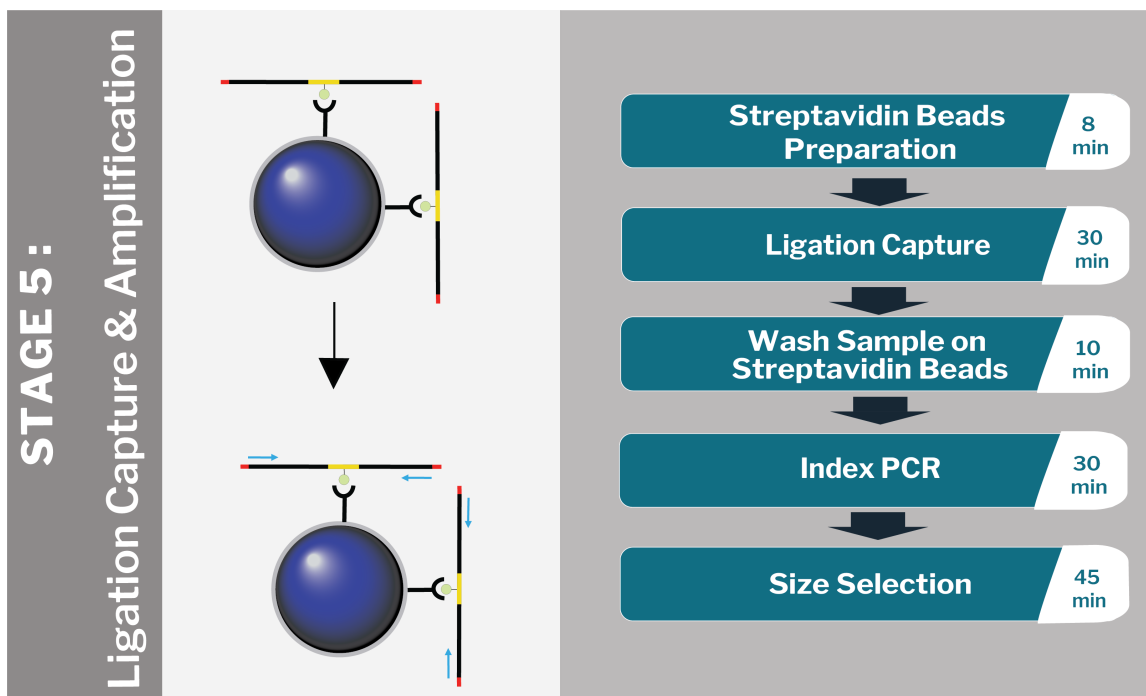 STAGE 5:
Ligation Capture & Amplification
Streptavidin Beads
Preparation
8
min
Ligation Capture
30
min
Wash Sample on
Streptavidin Beads
10
min
Index PCR
30
min
Size Selection
45
min